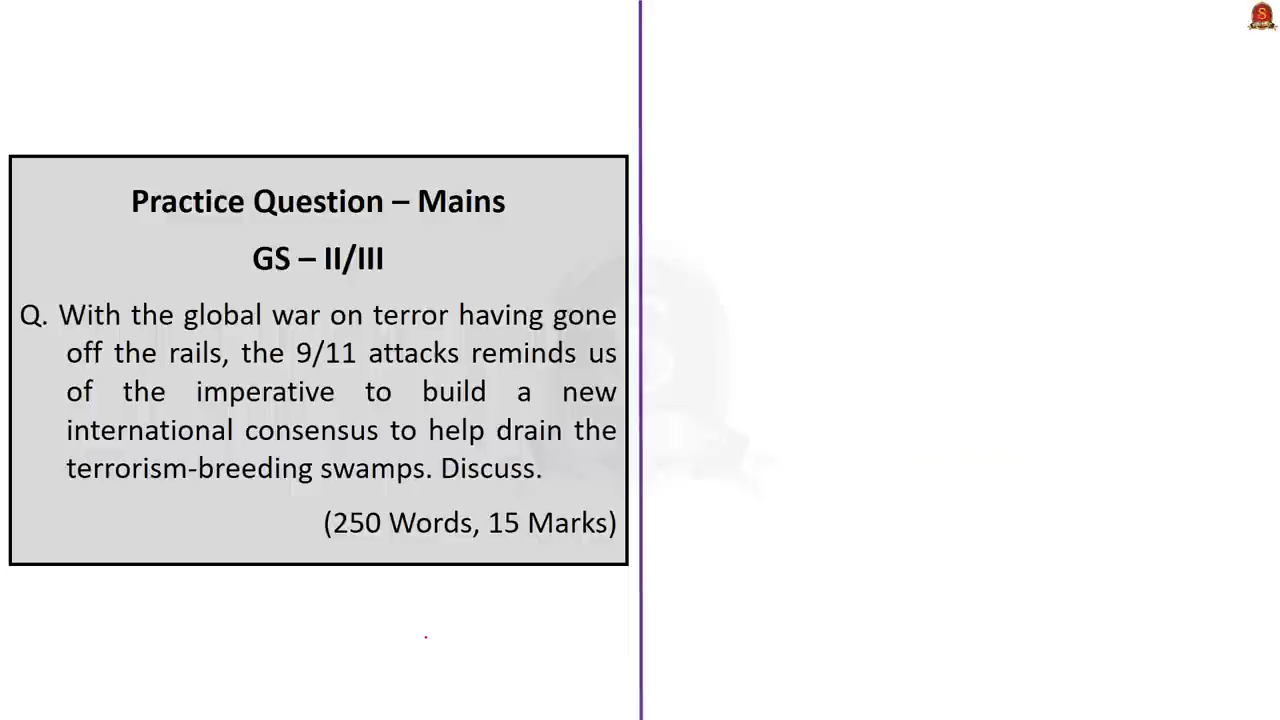 Practice Question – Mains
GS – II/III
Q. With the global war on terror having gone
off the rails, the 9/11 attacks reminds us
of the imperative to build a new
international consensus to help drain the
terrorism-breeding swamps. Discuss.
(250 Words, 15 Marks)